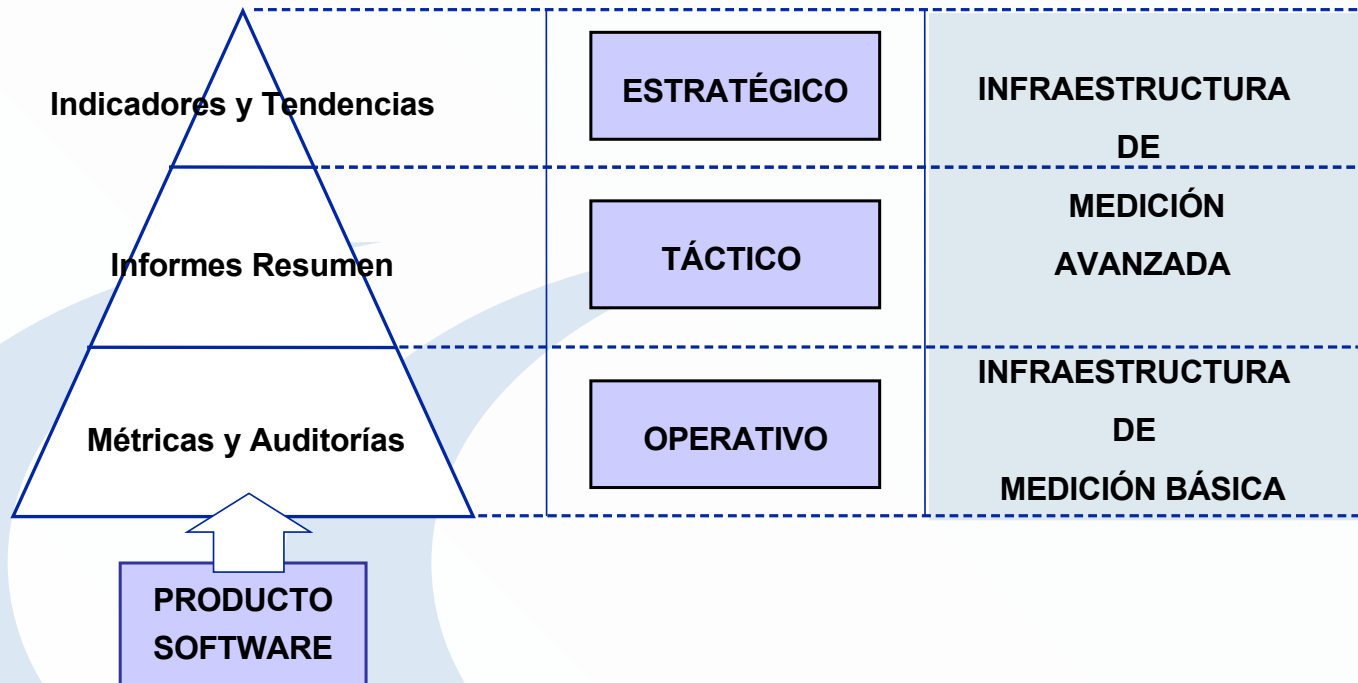 Indicadores y Tendencias
ESTRATÉGICO
INFRAESTRUCTURA
DE
MEDICIÓN
AVANZADA
Informes Resumen
TÁCTICO
Métricas y Auditorías
OPERATIVO
INFRAESTRUCTURA
DE
MEDICIÓN BÁSICA
PRODUCTO
SOFTWARE